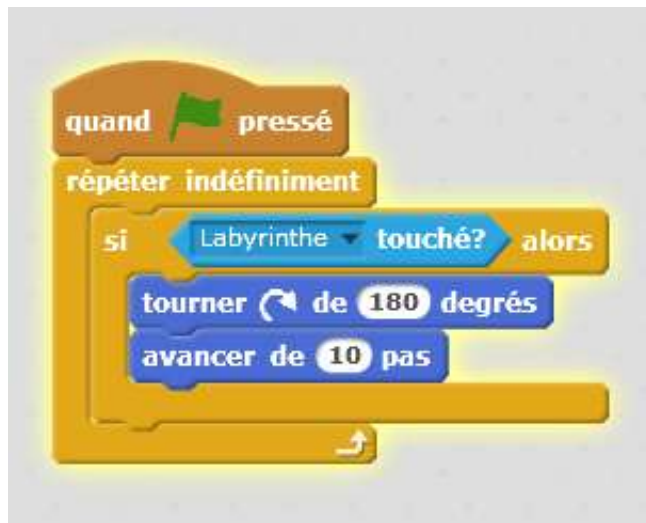 quand pressé
répéter indéfiniment
si Labyrinthe touché? alors
tourner de 180 degrés
avancer de 10 pas